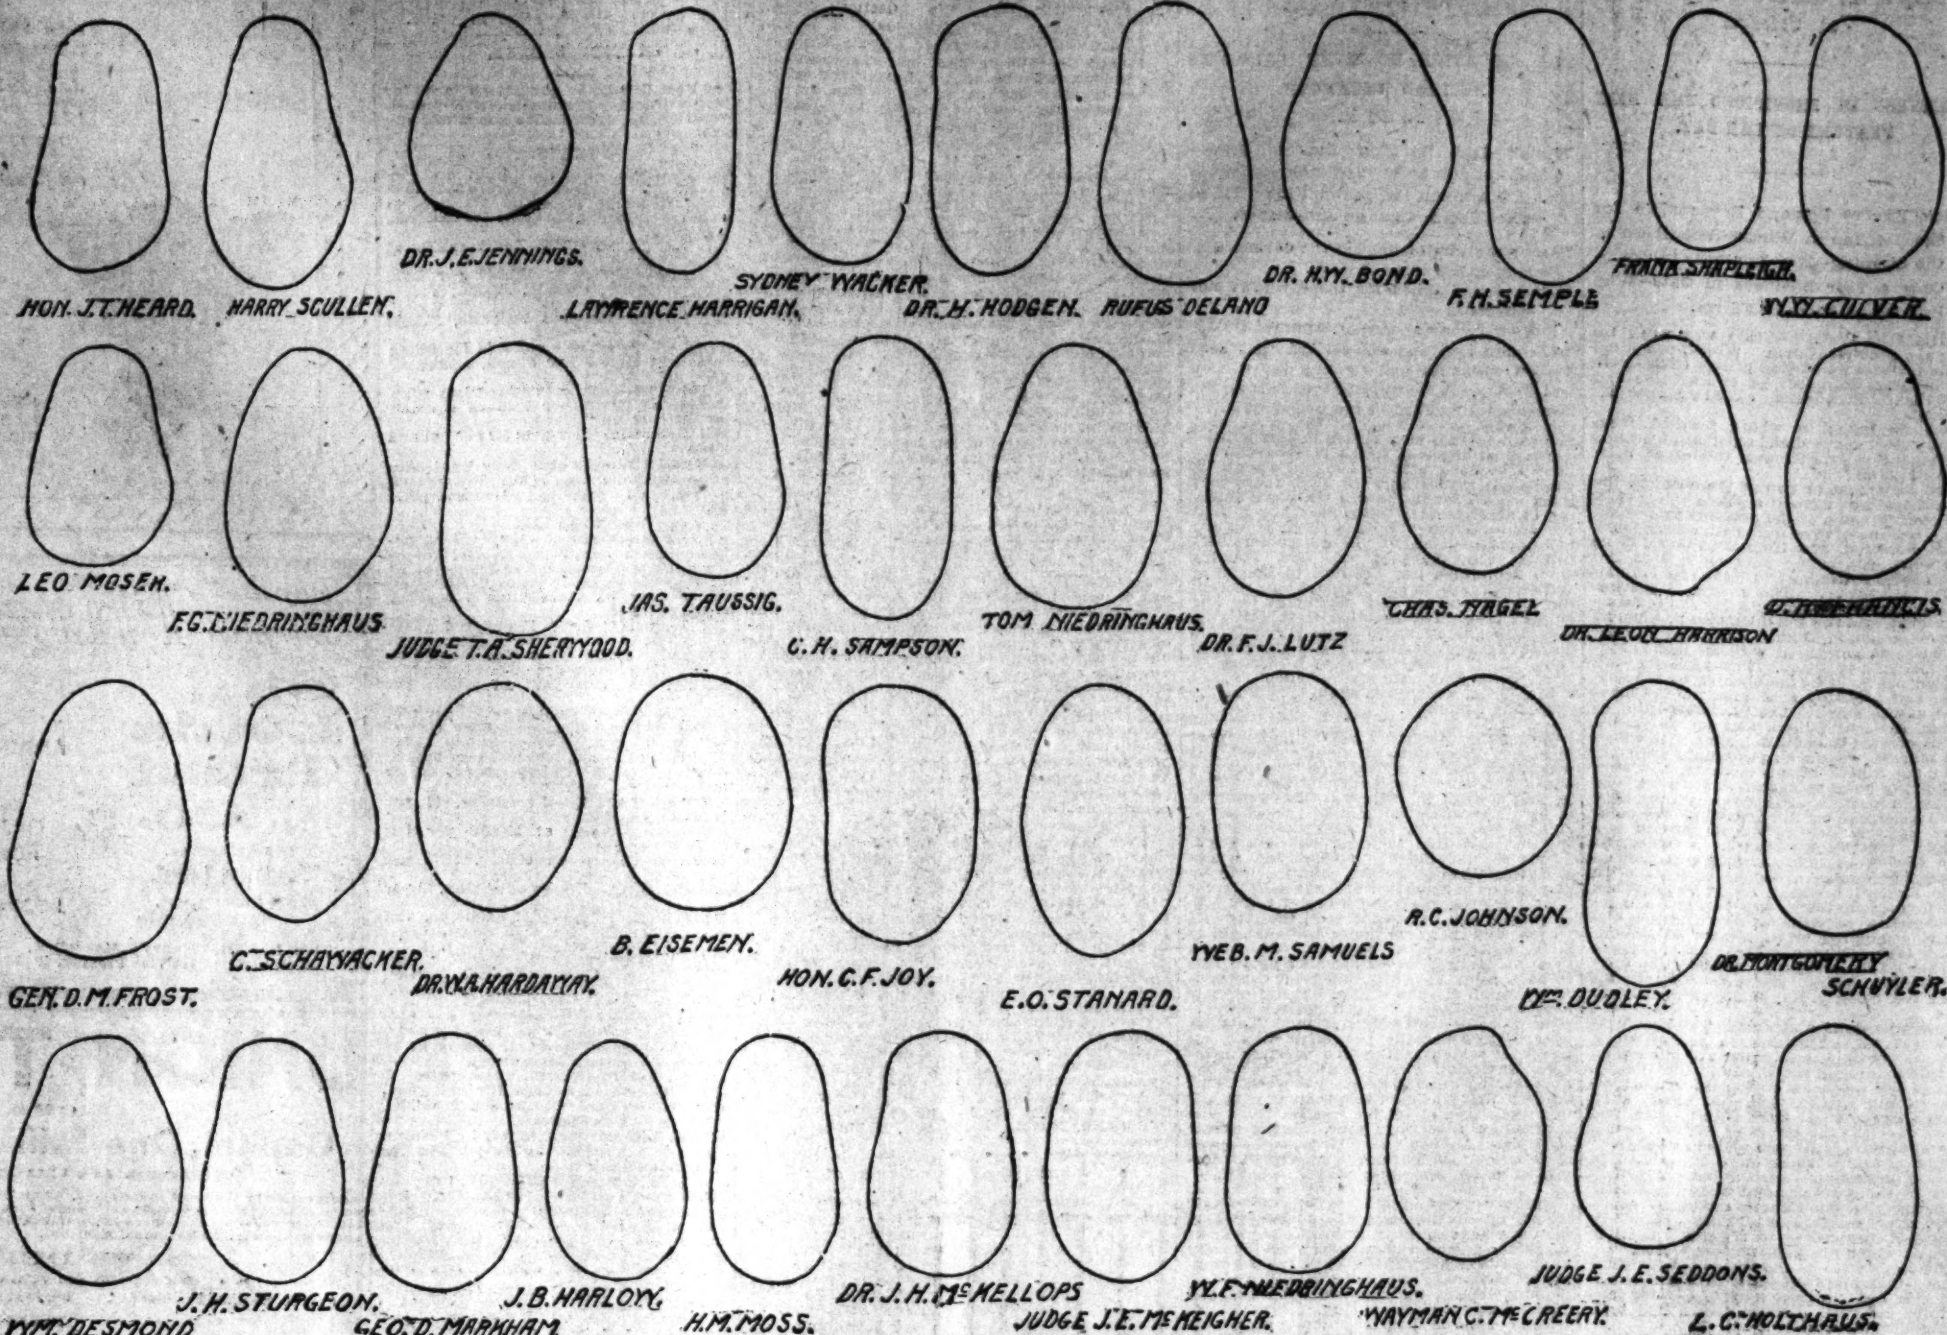 HON. J.T. HEARD.
HARRY SCULLEN.
DR. J. E. JENNINGS.
LAWRENCE HARRIGAN.
SYDNEY WACKER.
DR. H. HODGEN.
RUFUS DELANO
DR. H.W. BOND.
F. H. SEMPLE
FRANK SHAPLEIGH.
W.W. CULVER.
LEO MOSER.
F.G. NIEDRINGHAUS
JUDGE T.A. SHERWOOD.
JAS. TAUSSIG.
C. H. SAMPSON.
TOM NIEDRINGHAUS.
DR. F. J. LUTZ
CHAS. NAGEL
DR. LEON HARRISON
FRANCIS.
GEN. D.M. FROST.
C. SCHAWACKER.
DR. W.A. HARDAWAY.
B. EISEMEN.
HON. C. F. JOY.
E.O. STANARD.
WEB. M. SAMUELS
R.C. JOHNSON.
WM. DUDLEY.
DR. MONTGOMERY
SCHUYLER.
WM. DESMOND
J. H. STURGEON.
GEO. D. MARKHAM
J. B. HARLOW.
H.M. MOSS.
DR. J. H. McKELLOPS
JUDGE J. E. McKEIGHER.
W.F. NIEDRINGHAUS.
WAYMAN C. McCREERY.
JUDGE J. E. SEDDONS.
L. C. HOLTHAUS.